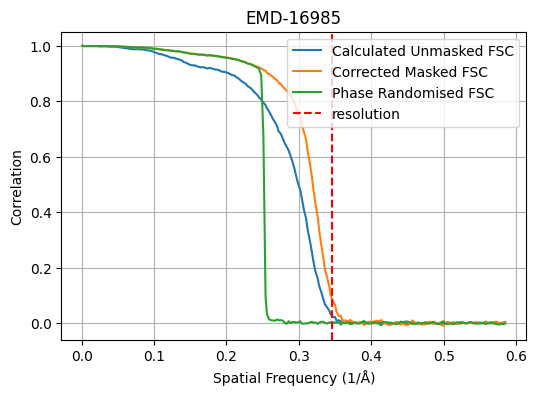 EMD-16985
1.0
0.8
0.6
0.4
0.2
0.0
Correlation
Calculated Unmasked FSC
Corrected Masked FSC
Phase Randomised FSC
resolution
0.0 0.1 0.2 0.3 0.4 0.5 0.6
Spatial Frequency (1/Å)